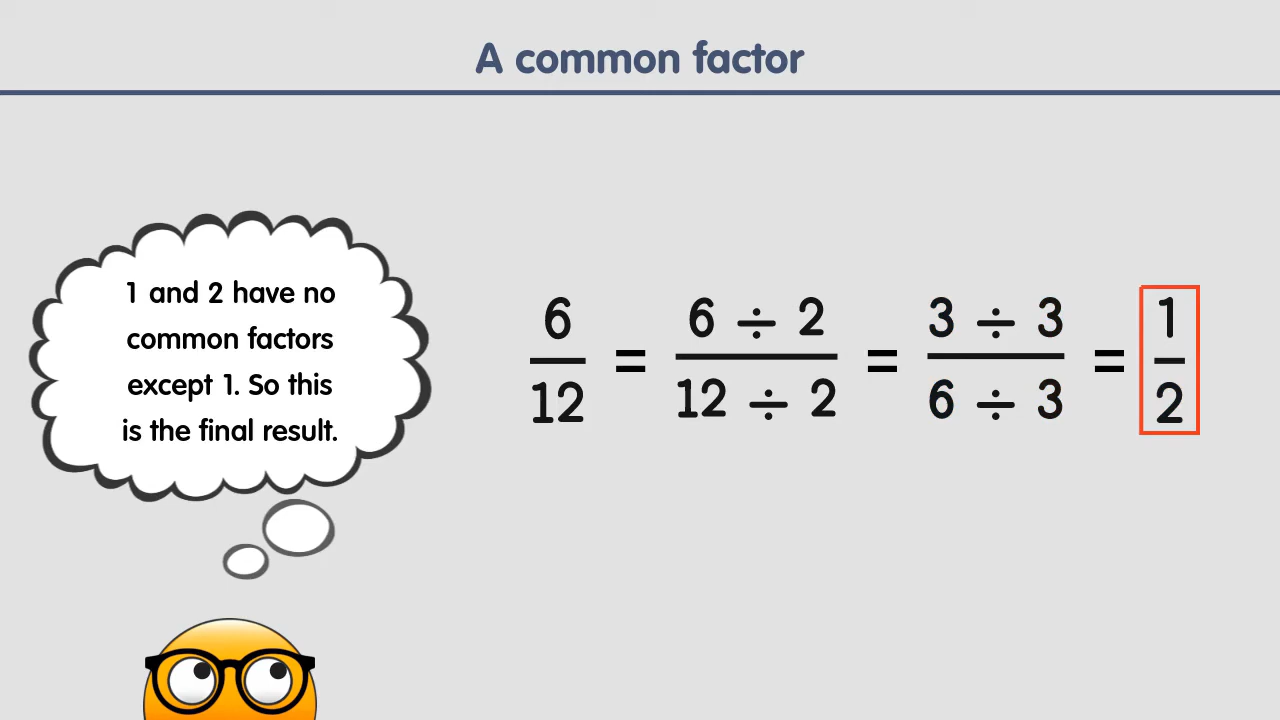 A common factor
1 and 2 have no
common factors
except 1. So this
is the final result.
6/12 = (6 ÷ 2)/(12 ÷ 2) = (3 ÷ 3)/(6 ÷ 3) = 1/2